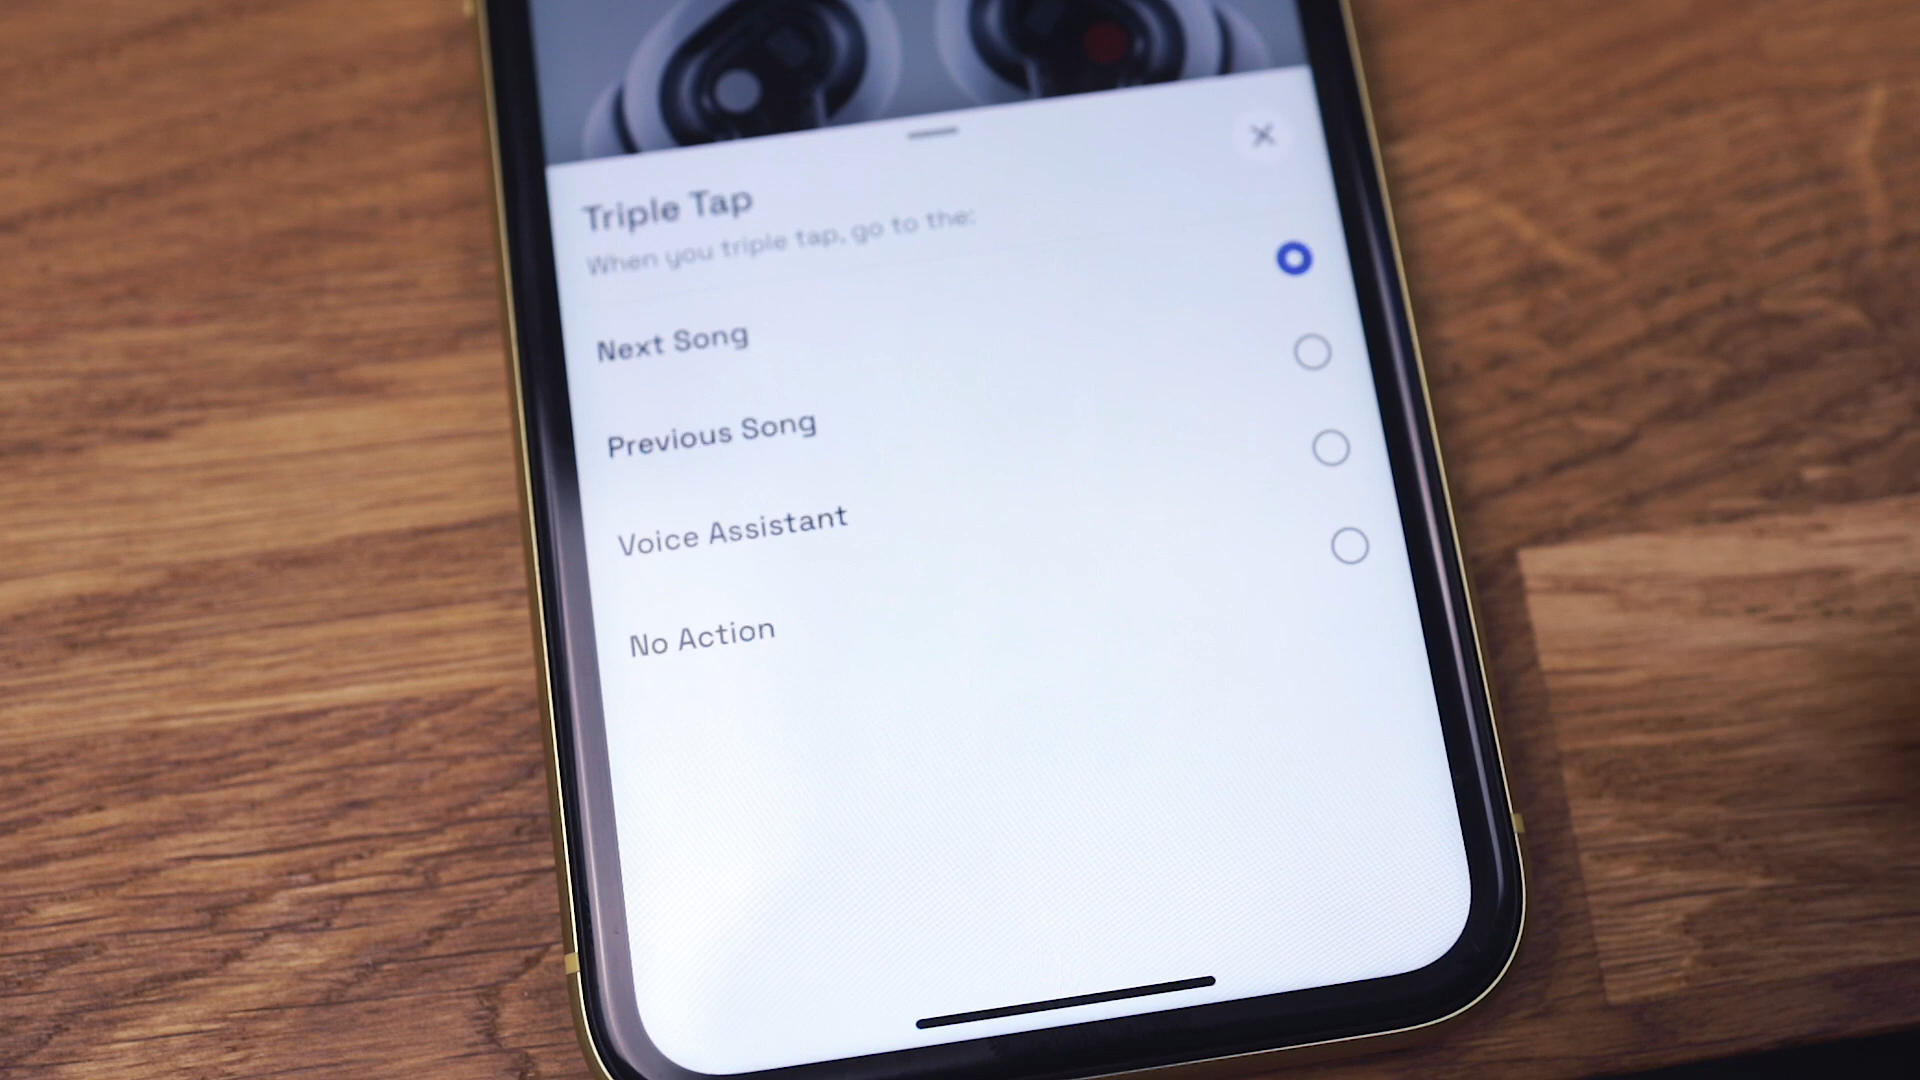 Triple Tap
When you triple tap, go to the:
Next Song
Previous Song
Voice Assistant
No Action